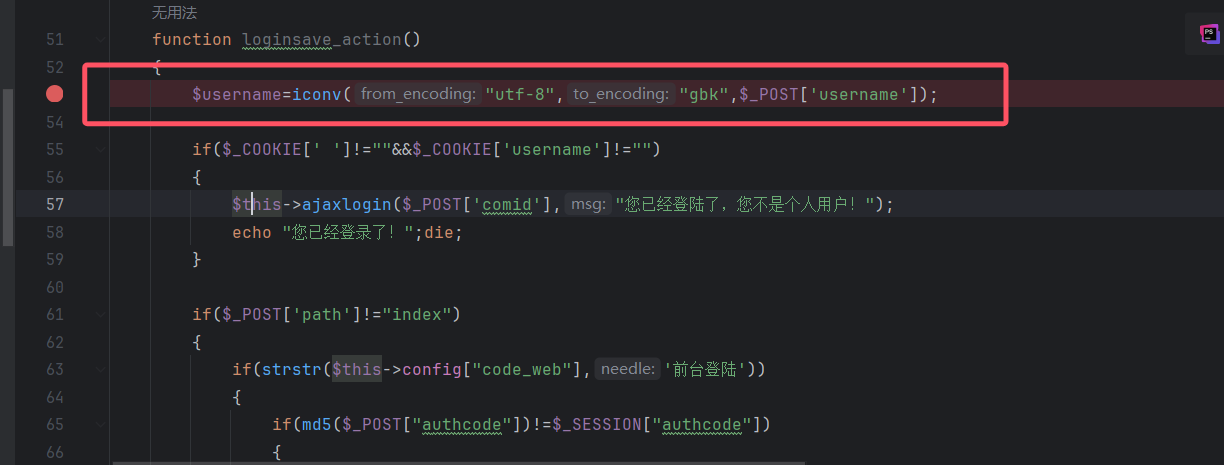 无用法
51 function loginsave_action()
52 {
$username=iconv( from_encoding: "utf-8", to_encoding: "gbk",$_POST['username']);
54
55 if($_COOKIE[' ']!=""&&$_COOKIE['username']!="")
56 {
57 $this->ajaxlogin($_POST['comid'], msg: "您已经登陆了，您不是个人用户！");
58 echo "您已经登录了！";die;
59 }
60
61 if($_POST['path']!="index")
62 {
63 if(strstr($this->config["code_web"], needle: '前台登陆'))
64 {
65 if(md5($_POST["authcode"])!=$_SESSION["authcode"])
66 {
PS